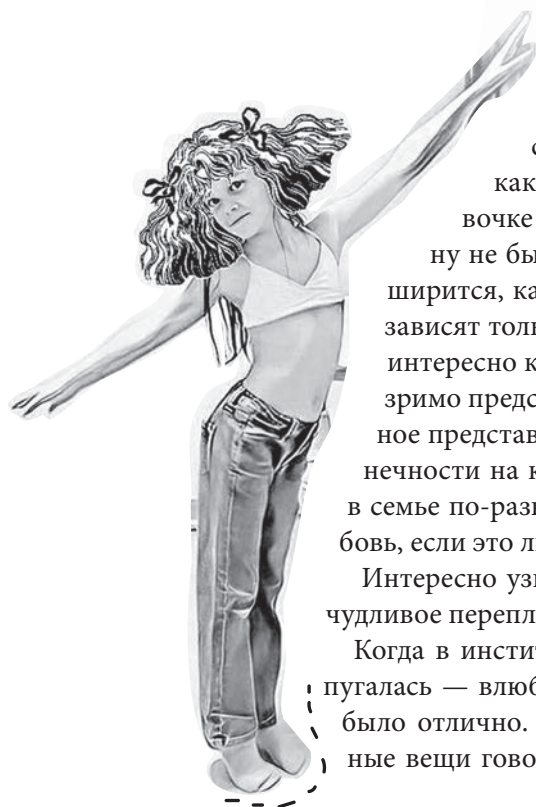 как
вочке
ну не бы
ширится, ка
зависят толь
интересно к
зримо предс
ное представ
нечности на к
в семье по-разн
бовь, если это л
Интересно узн
чудливое перепл
Когда в инстит
пугалась — влюб
было отлично.
ные вещи гово